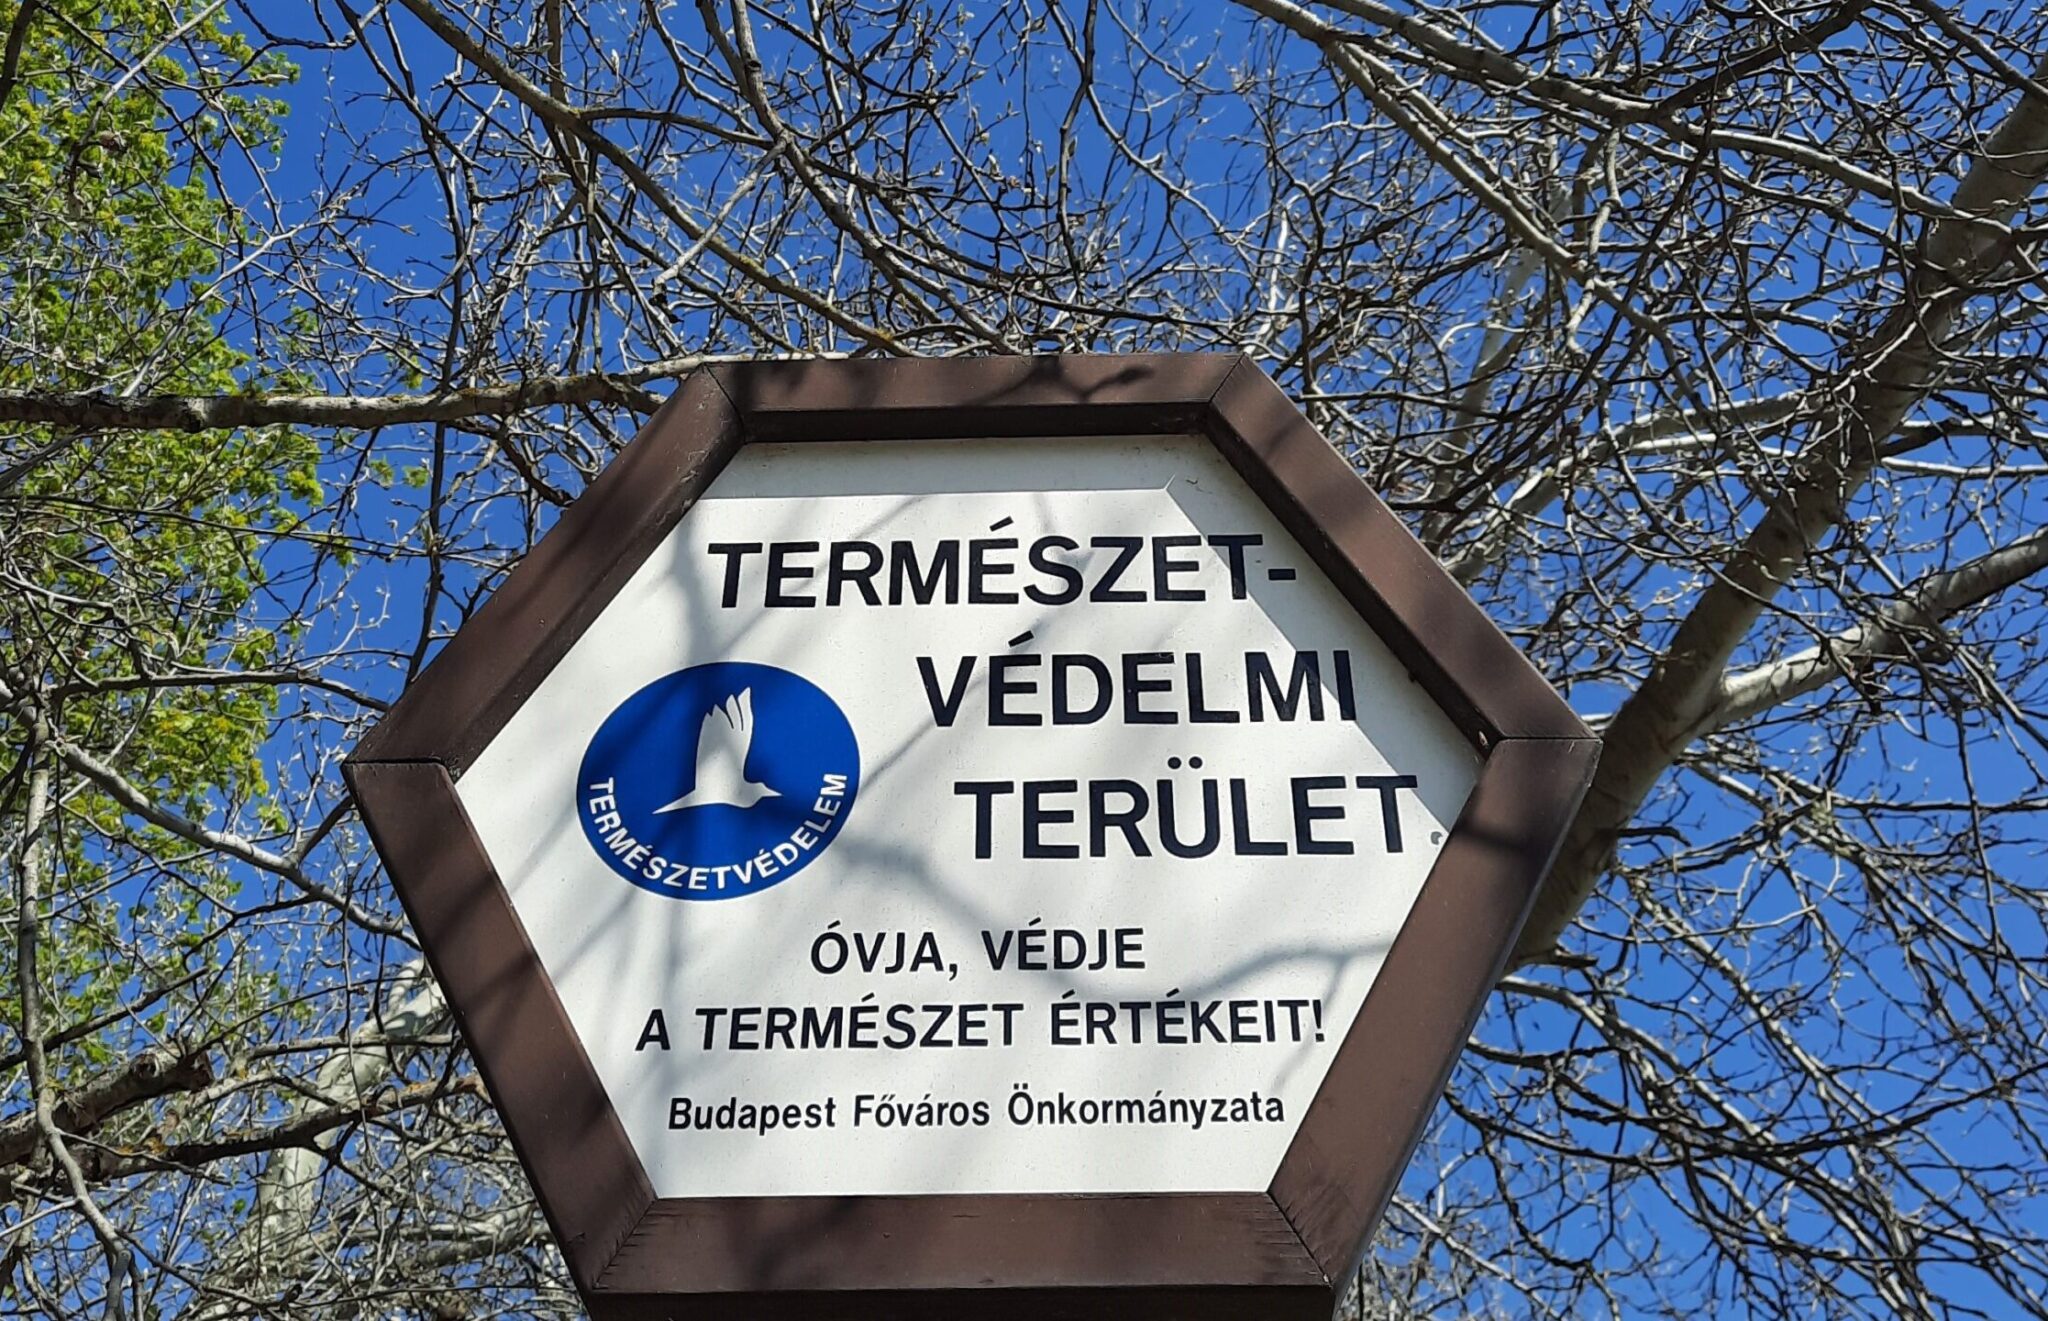 TERMÉSZET-
VÉDELMI
TERÜLET
TERMÉSZETVÉDELEM
ÓVJA, VÉDJE
A TERMÉSZET ÉRTÉKEIT!
Budapest Főváros Önkormányzata